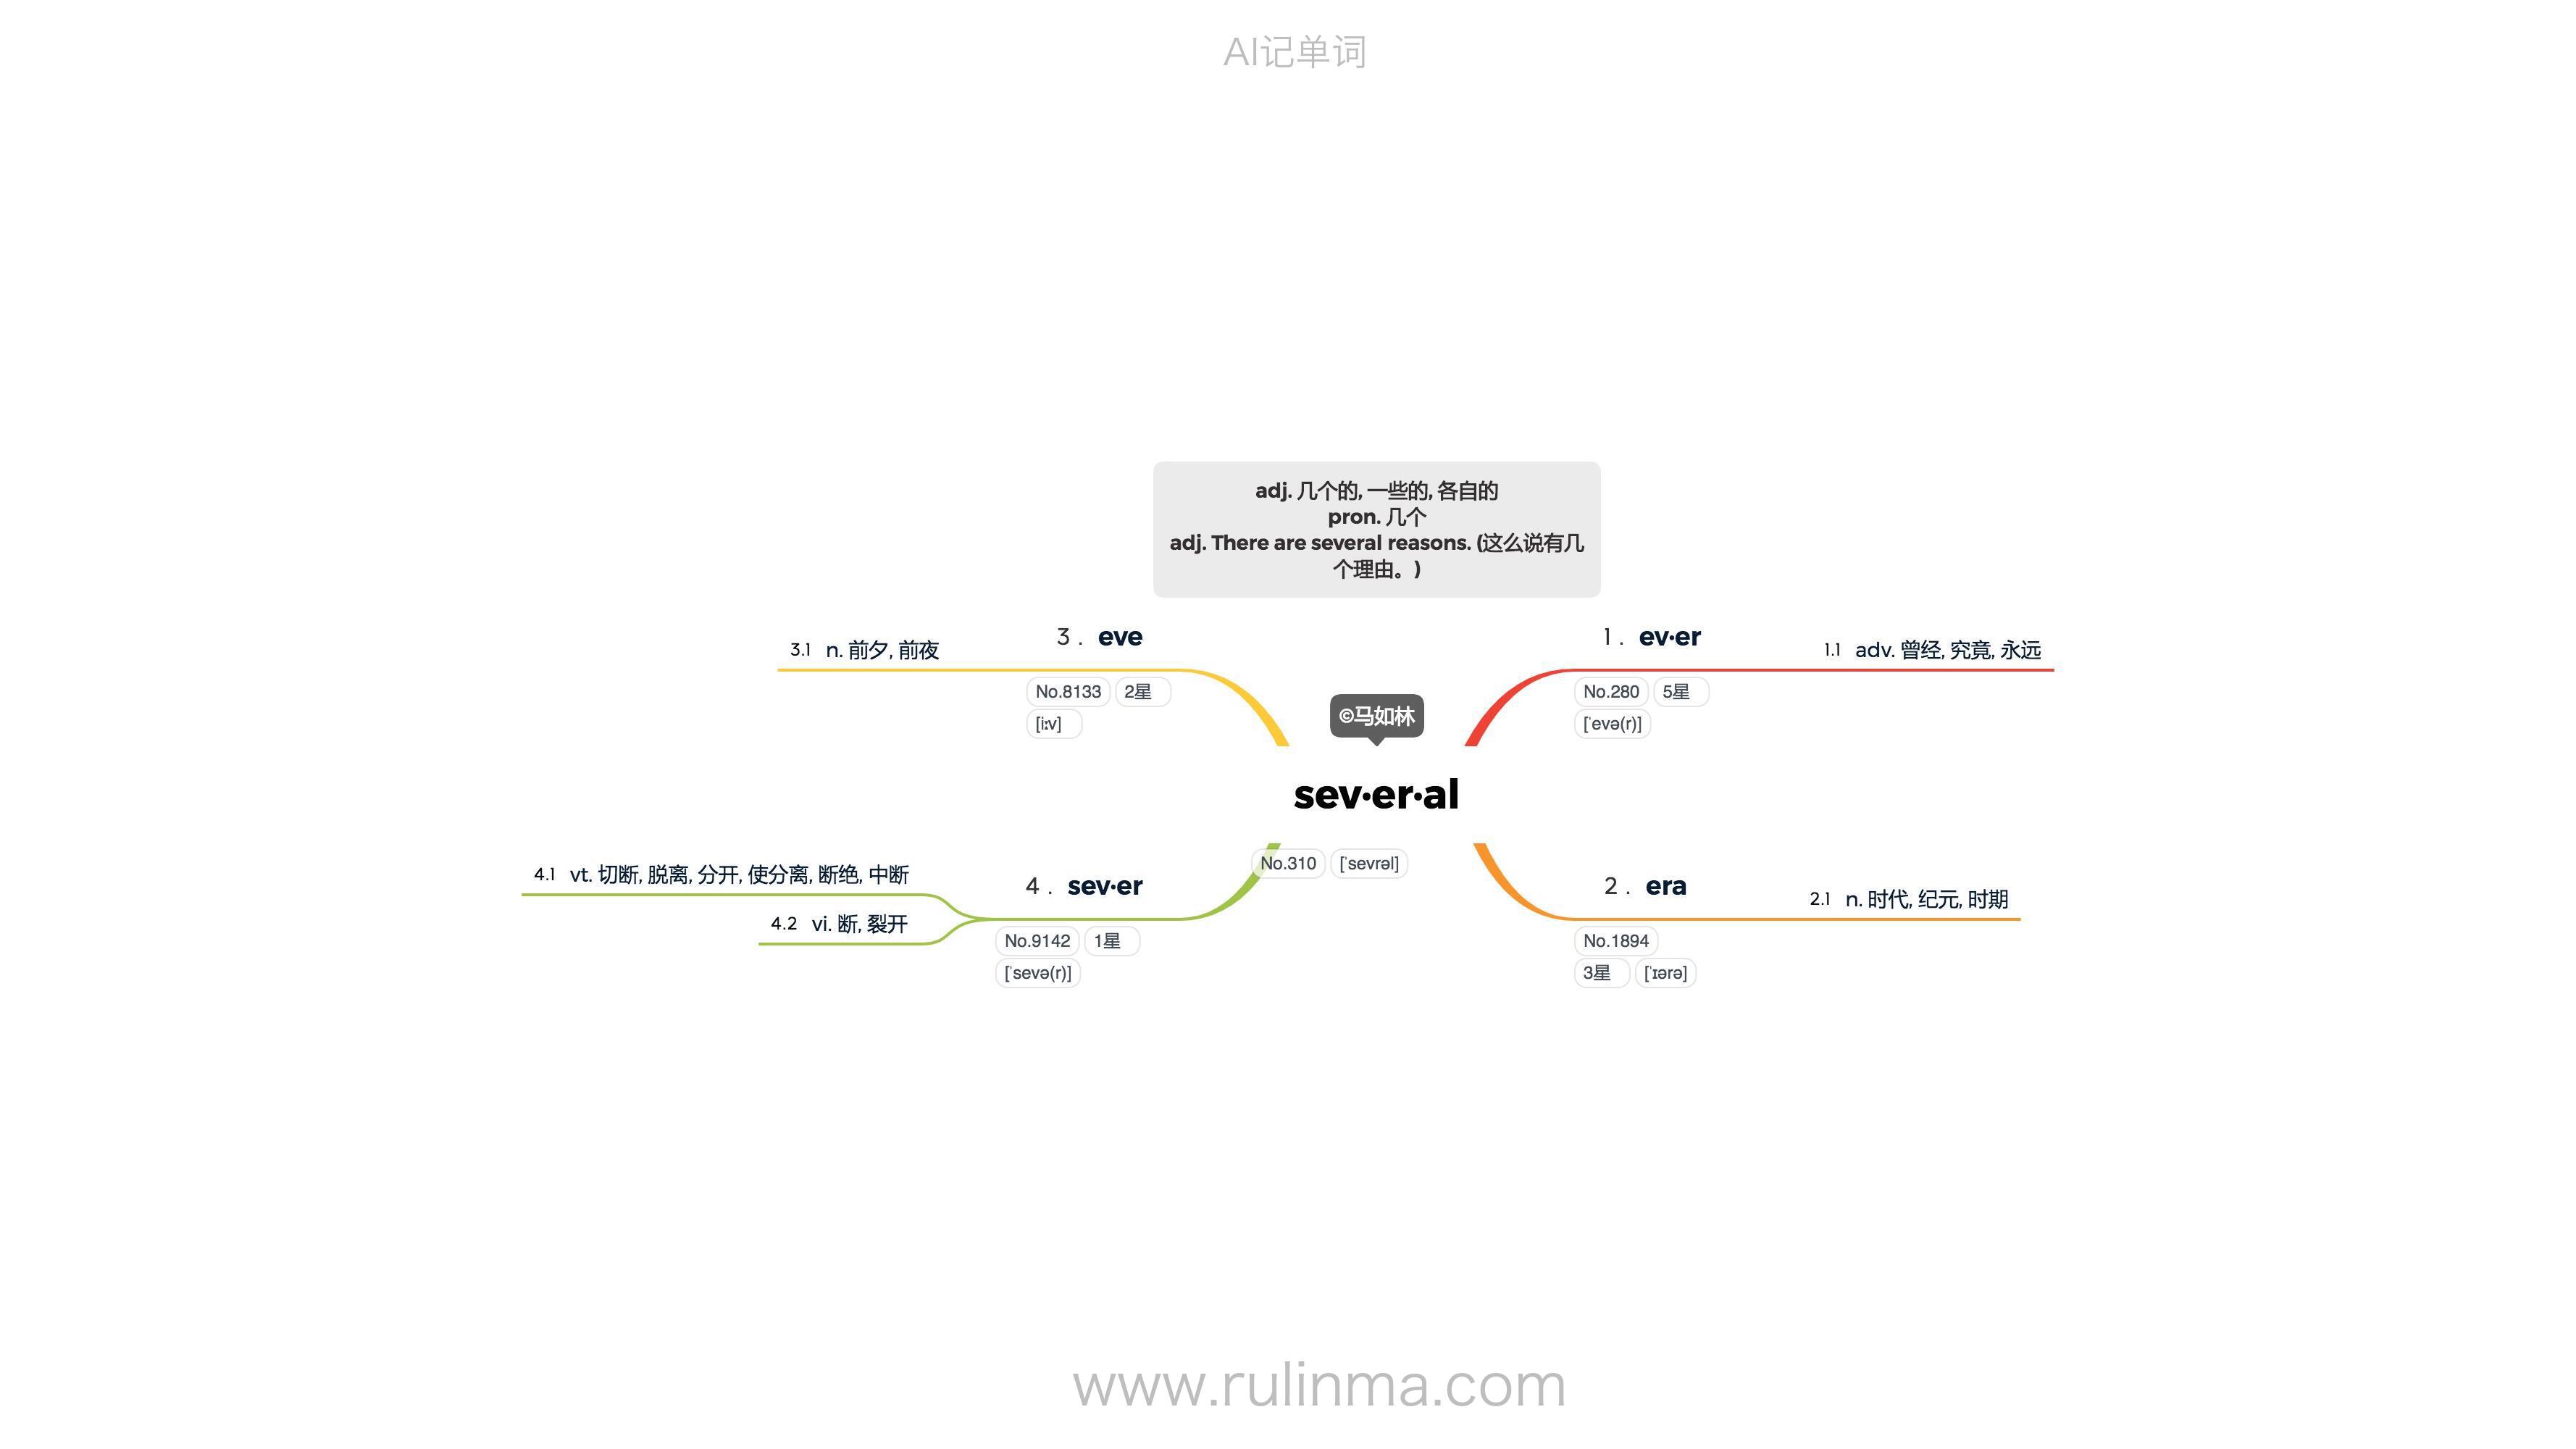 AI记单词
adj. 几个的, 一些的, 各自的
pron. 几个
adj. There are several reasons. (这么说有几
个理由。)
©马如林
sev·er·al
No.310 [ˈsevrəl]
1 . ev·er
No.280 5星
[ˈevə(r)]
1.1 adv. 曾经, 究竟, 永远
2 . era
No.1894
3星 [ˈɪərə]
2.1 n. 时代, 纪元, 时期
3 . eve
No.8133 2星
[iːv]
3.1 n. 前夕, 前夜
4 . sev·er
No.9142 1星
[ˈsevə(r)]
4.1 vt. 切断, 脱离, 分开, 使分离, 断绝, 中断
4.2 vi. 断, 裂开
www.rulinma.com